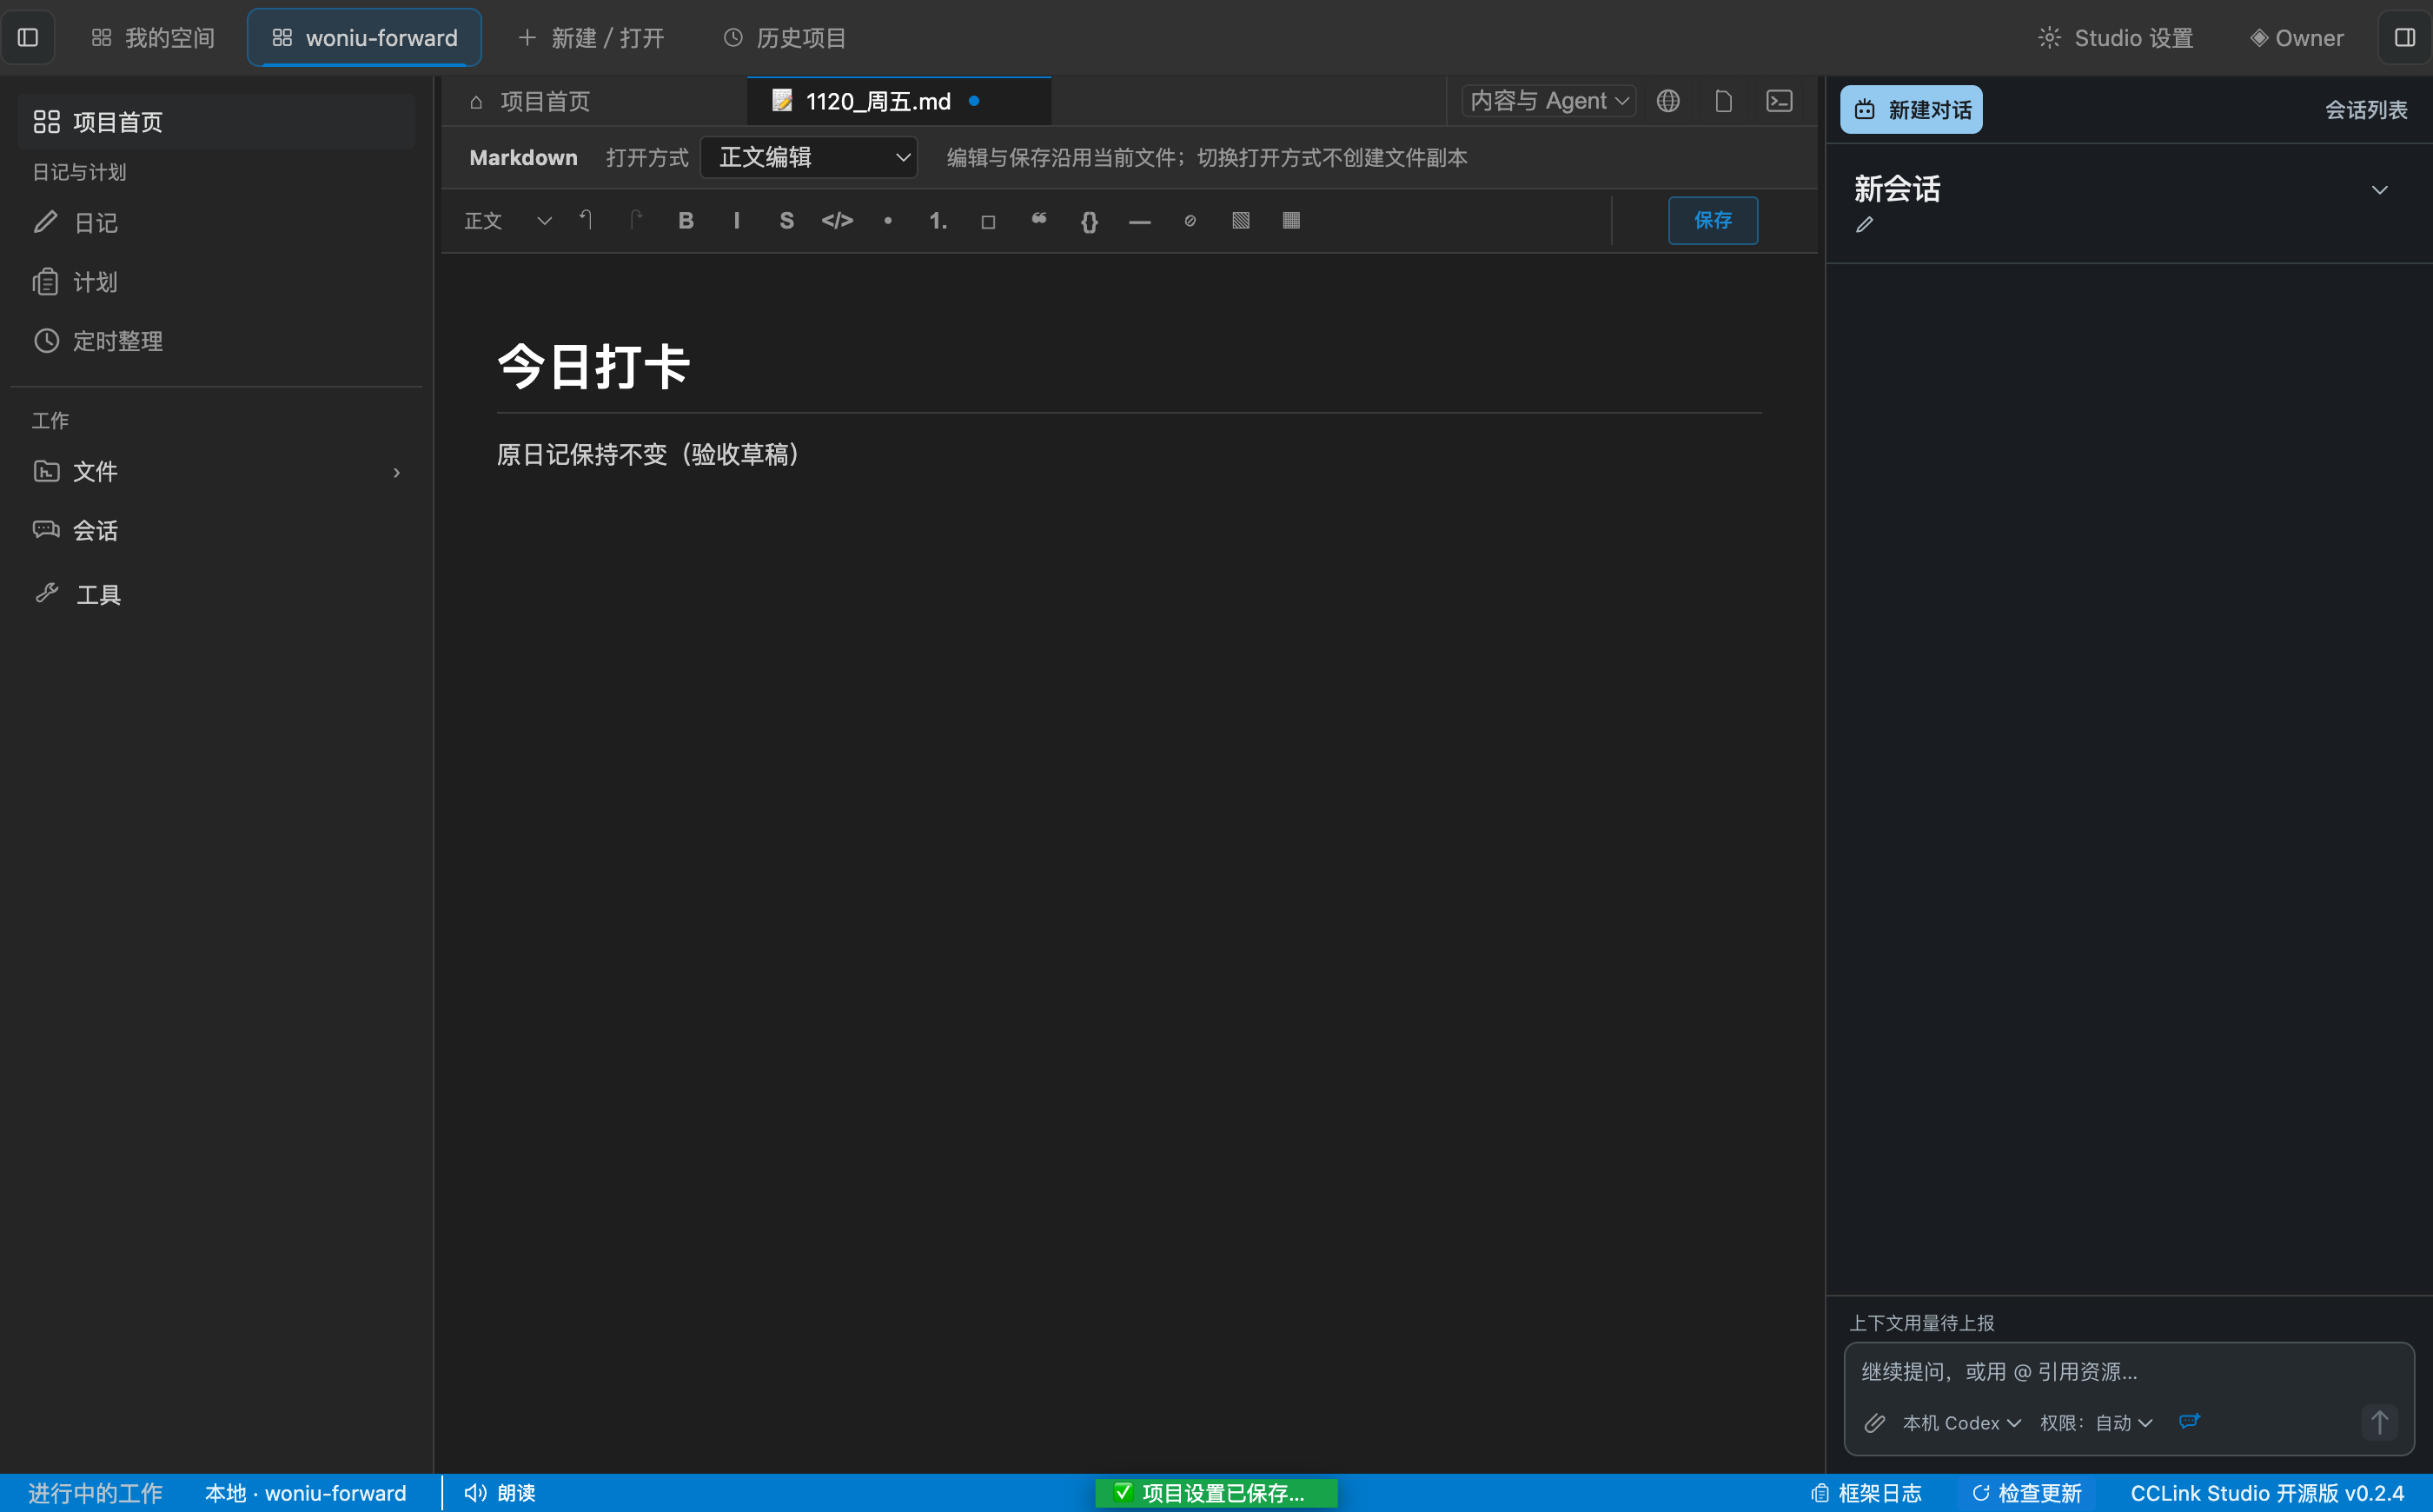 我的空间
woniu-forward
新建 / 打开
历史项目
Studio 设置
Owner
项目首页
日记与计划
日记
计划
定时整理
工作
文件
会话
工具
项目首页
1120_周五.md
内容与 Agent
Markdown
打开方式
正文编辑
编辑与保存沿用当前文件；切换打开方式不创建文件副本
正文
B I S </> • 1. {} —
保存
今日打卡
原日记保持不变（验收草稿）
新建对话
会话列表
新会话
上下文用量待上报
继续提问，或用 @ 引用资源...
本机 Codex
权限：自动
进行中的工作
本地 · woniu-forward
朗读
项目设置已保存...
框架日志
检查更新
CCLink Studio 开源版 v0.2.4